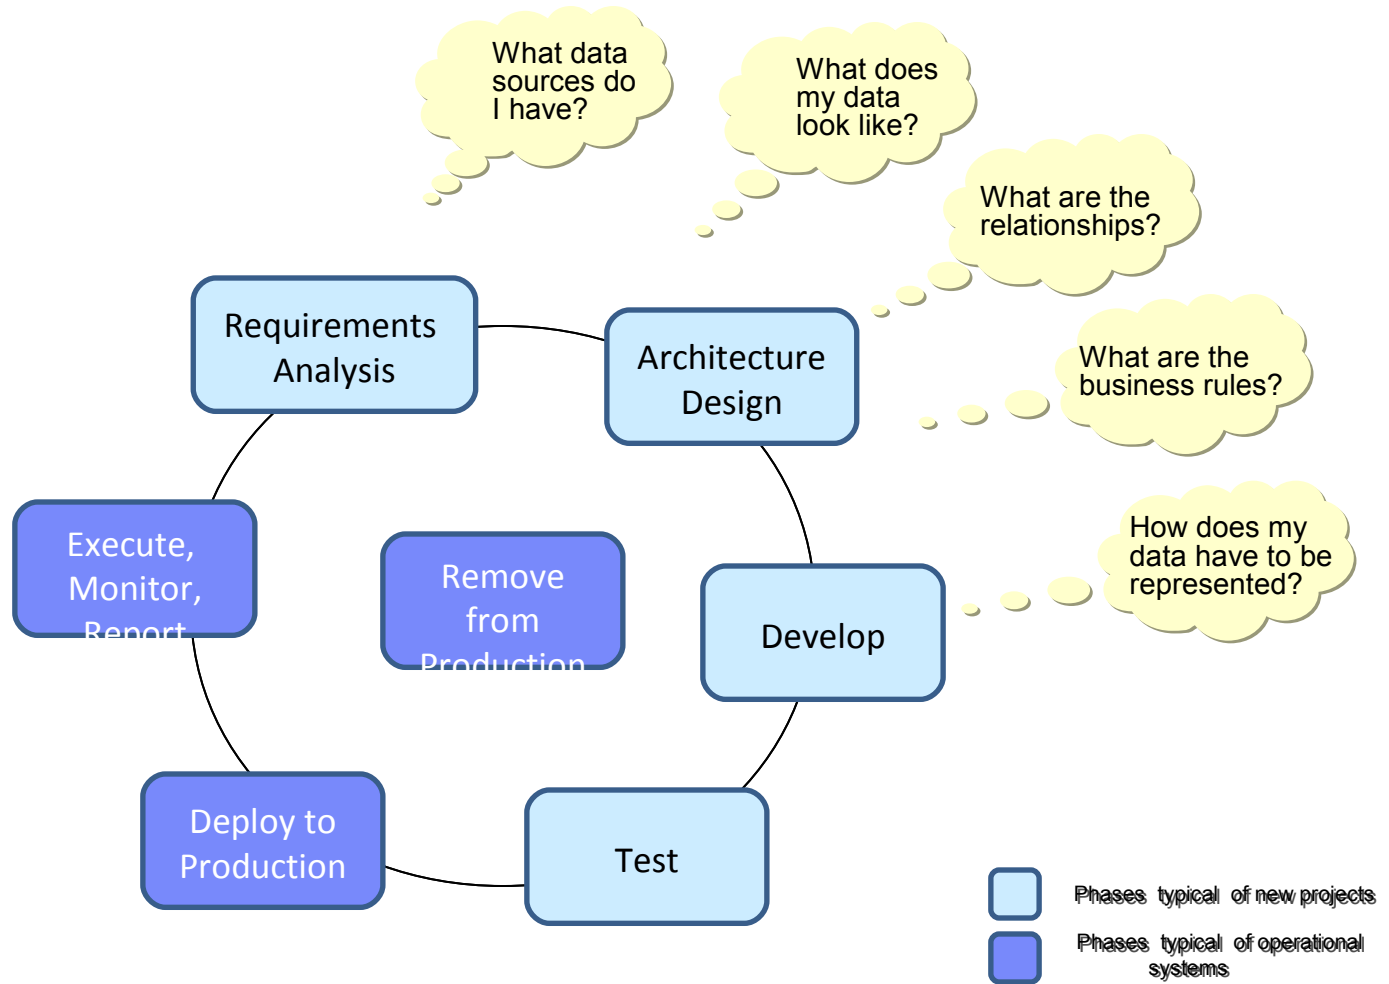 What data
sources do
I have?
What does
my data
look like?
What are the
relationships?
What are the
business rules?
How does my
data have to be
represented?
Requirements
Analysis
Architecture
Design
Execute,
Monitor,
Report
Remove
from
Production
Develop
Deploy to
Production
Test
Phases typical of new projects
Phases typical of operational
systems